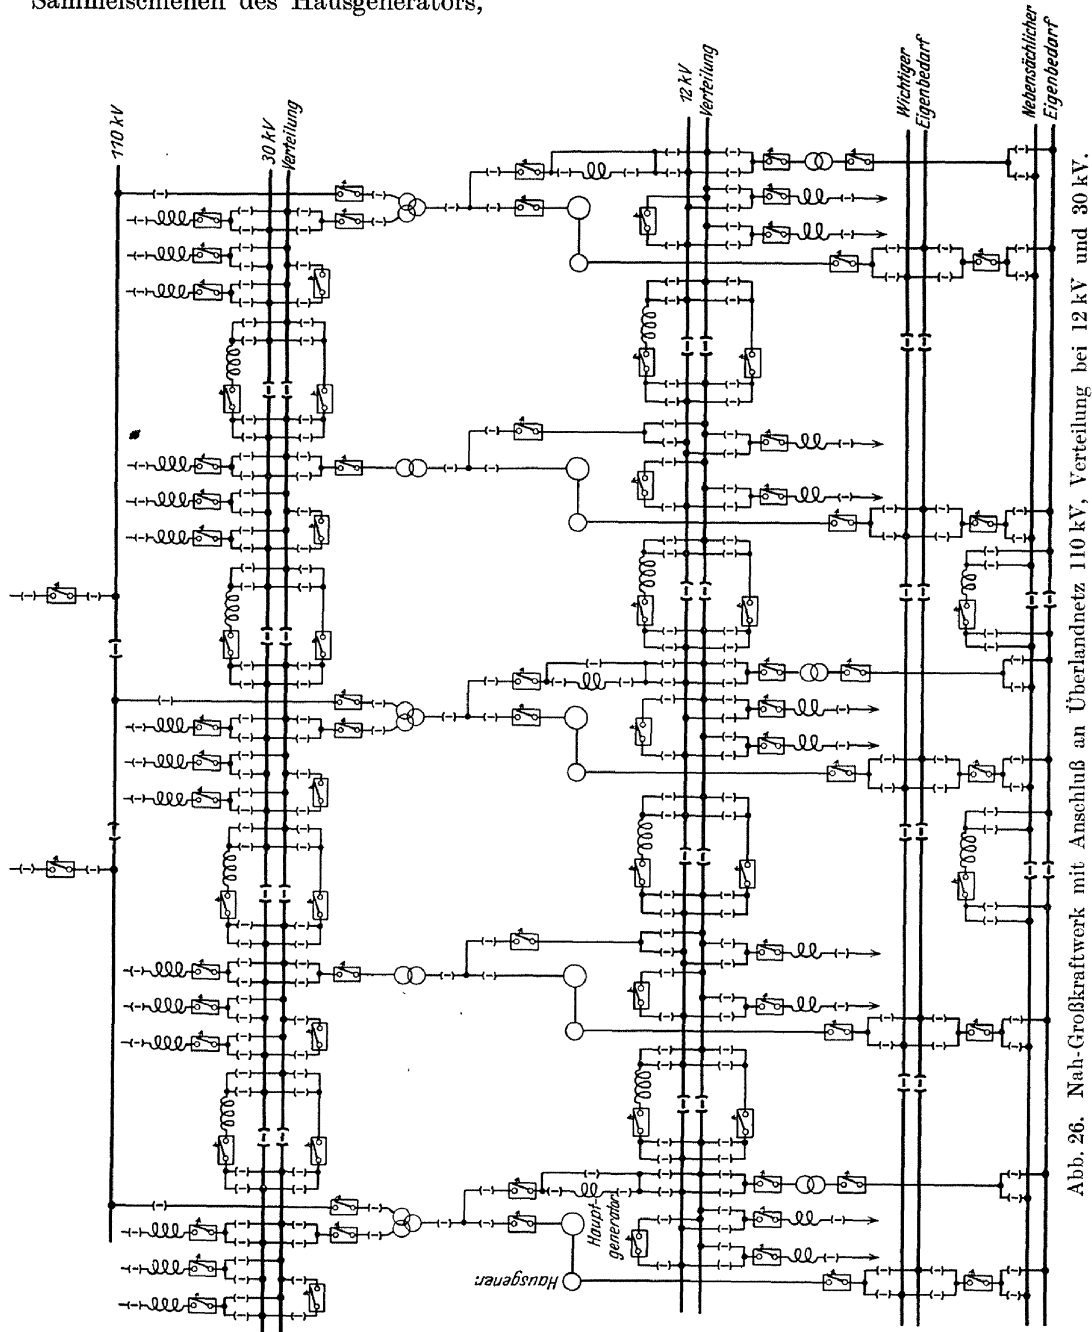 Sammelschienen des Hausgenerators,
110 kV
30 kV
Verteilung
12 kV
Verteilung
Wichtiger
Eigenbedarf
Nebensächlicher
Eigenbedarf
Haupt-
generator
Hausgener.
Abb. 26. Nah-Großkraftwerk mit Anschluß an Überlandnetz 110 kV, Verteilung bei 12 kV und 30 kV.